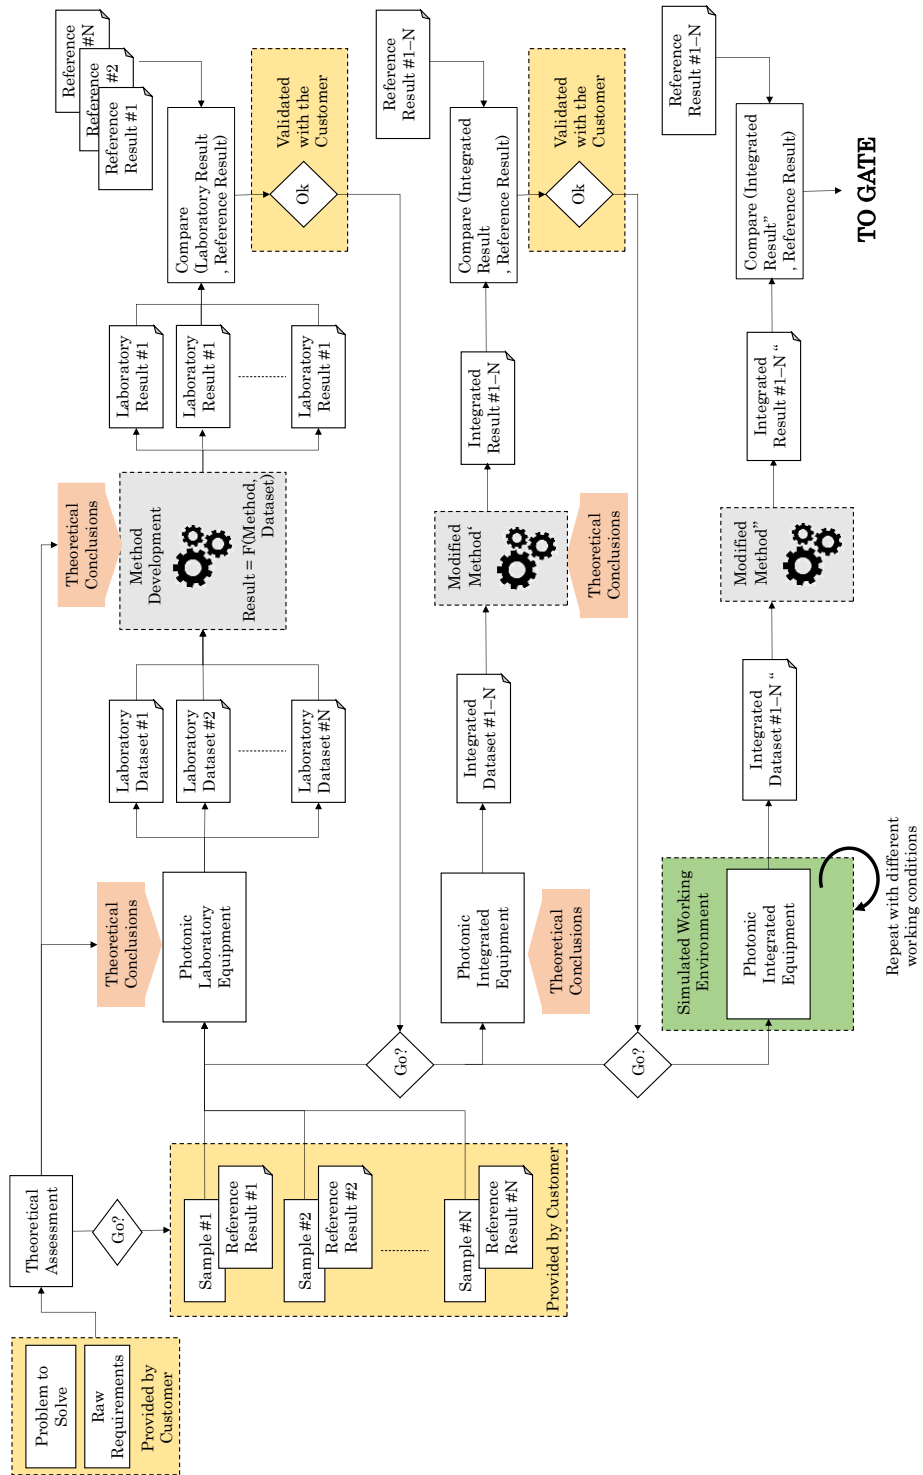 Problem to
Solve
Raw
Requirements
Provided by
Customer
Theoretical
Assessment
Go?
Sample #1
Reference
Result #1
Sample #2
Reference
Result #2
Sample #N
Reference
Result #N
Provided by Customer
Theoretical
Conclusions
Photonic
Laboratory
Equipment
Laboratory
Dataset #1
Laboratory
Dataset #2
Laboratory
Dataset #N
Theoretical
Conclusions
Method
Development
Result = F(Method,
Dataset)
Laboratory
Result #1
Laboratory
Result #1
Laboratory
Result #1
Reference
#N
Reference
#2
Reference
Result #1
Compare
(Laboratory Result
, Reference Result)
Validated
with the
Customer
Ok
Go?
Photonic
Integrated
Equipment
Theoretical
Conclusions
Integrated
Dataset #1–N
Modified
Method‘
Theoretical
Conclusions
Integrated
Result #1–N
Reference
Result #1–N
Compare (Integrated
Result
, Reference Result)
Validated
with the
Customer
Ok
Go?
Simulated Working
Environment
Photonic
Integrated
Equipment
Repeat with different
working conditions
Integrated
Dataset #1–N “
Modified
Method”
Integrated
Result #1–N “
Reference
Result #1–N
Compare (Integrated
Result”
, Reference Result)
TO GATE